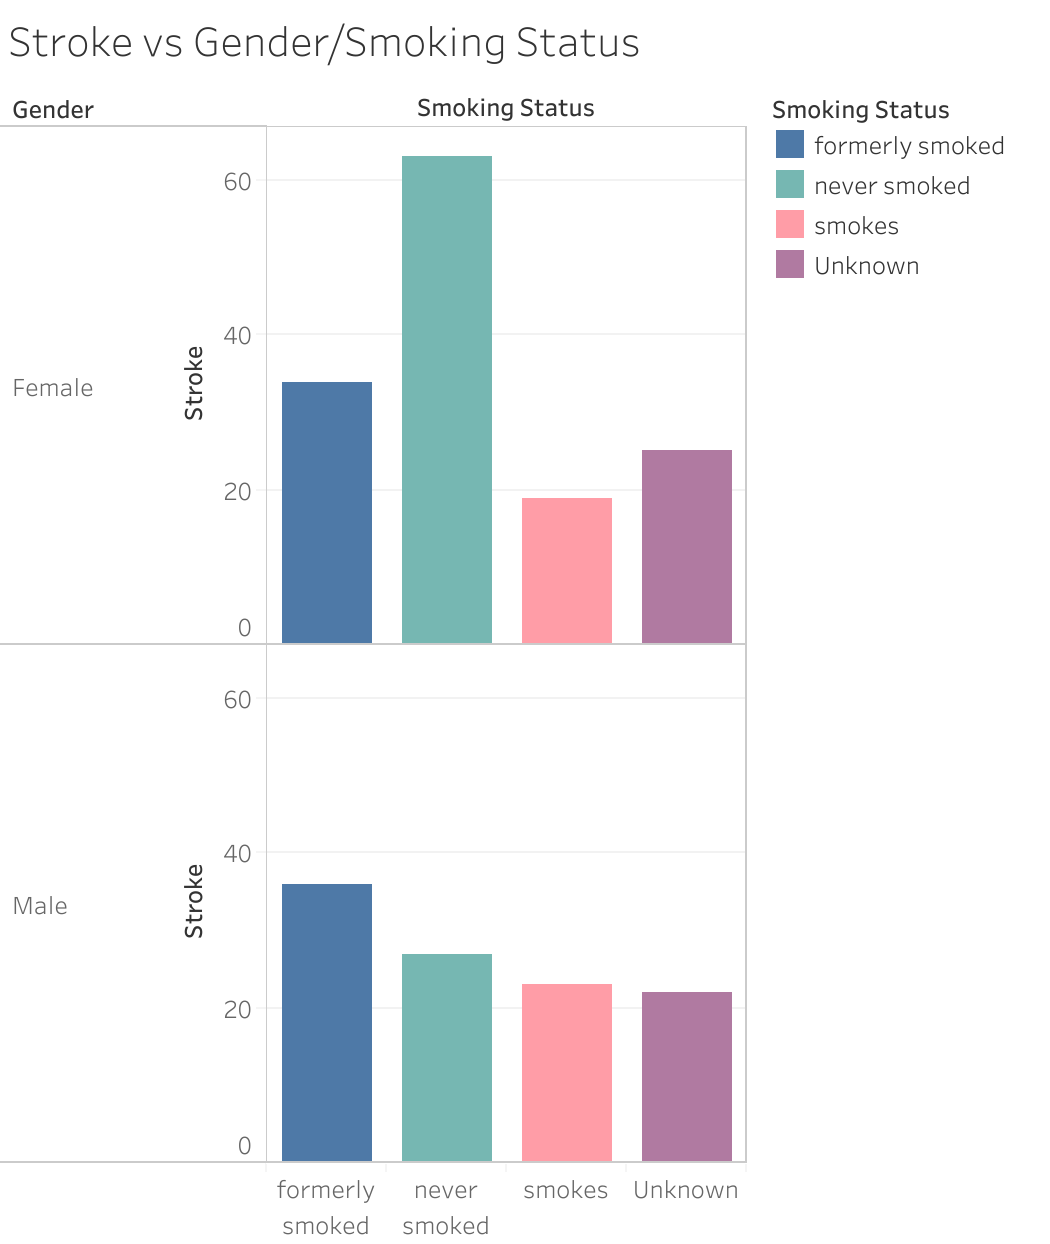 Stroke vs Gender/Smoking Status
Gender
Smoking Status
Smoking Status
formerly smoked
never smoked
smokes
Unknown
60
40
20
0
Stroke
Female
60
40
20
0
Stroke
Male
formerly
smoked
never
smoked
smokes
Unknown